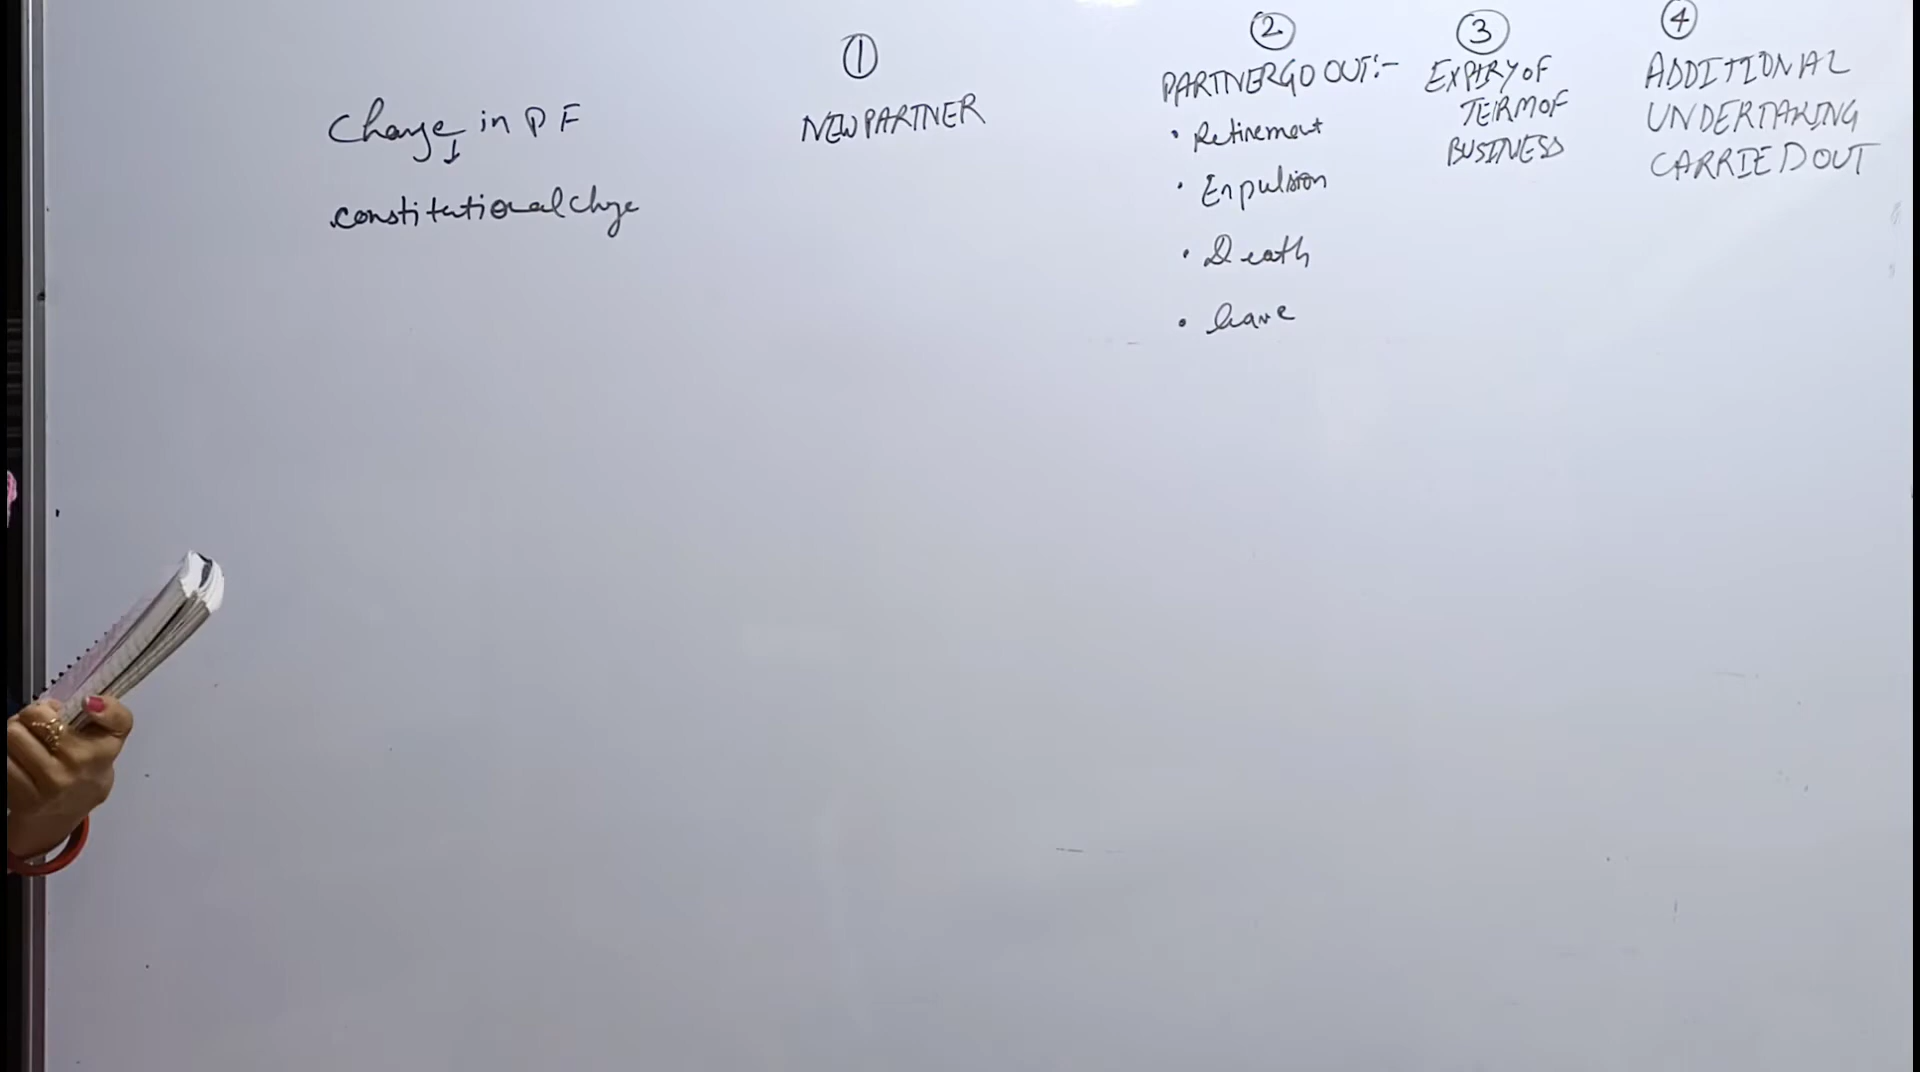 Change in PF
↓
constitutional chnge
①
NEW PARTNER
②
PARTNER GO OUT:-
• Retirement
• Expulsion
• Death
• leave
③
EXPIRY OF
TERM OF
BUSINESS
④
ADDITIONAL
UNDERTAKING
CARRIED OUT